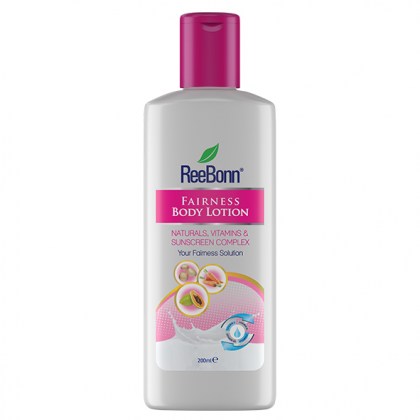 ReeBonn®
FAIRNESS
BODY LOTION
NATURALS, VITAMINS &
SUNSCREEN COMPLEX
Your Fairness Solution
200ml℮